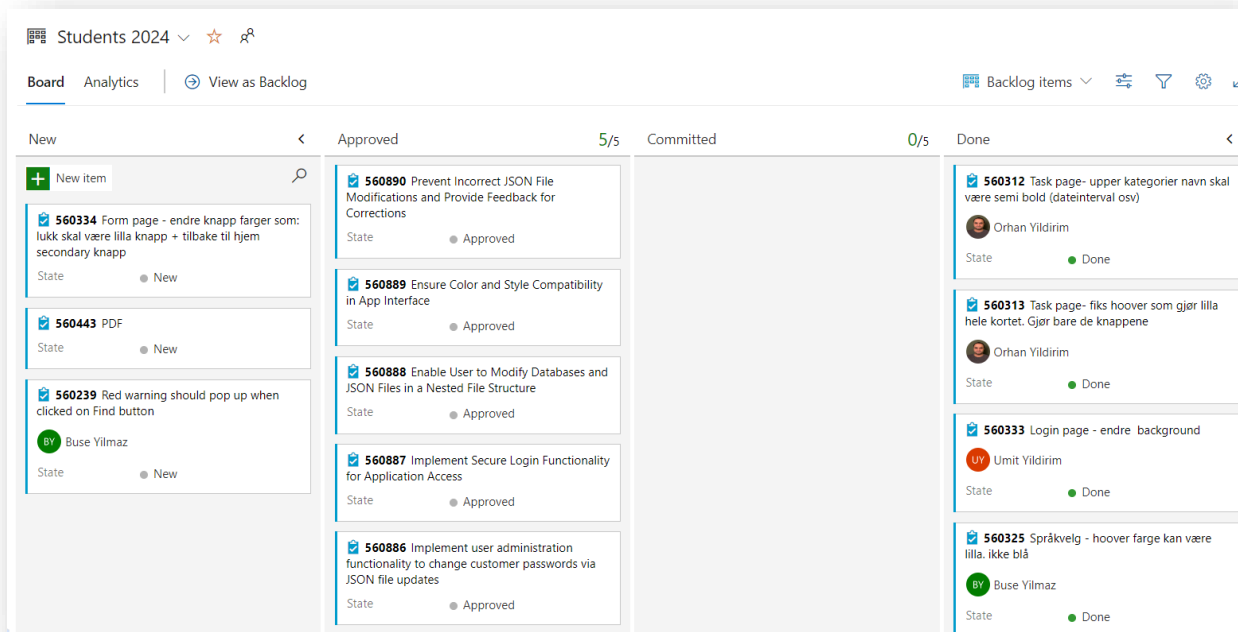 Students 2024
Board
Analytics
View as Backlog
Backlog items
New
New item
560334 Form page - endre knapp farger som:
lukk skal være lilla knapp + tilbake til hjem
secondary knapp
State
New
560443 PDF
State
New
560239 Red warning should pop up when
clicked on Find button
BY
Buse Yilmaz
State
New
Approved
5/5
560890 Prevent Incorrect JSON File
Modifications and Provide Feedback for
Corrections
State
Approved
560889 Ensure Color and Style Compatibility
in App Interface
State
Approved
560888 Enable User to Modify Databases and
JSON Files in a Nested File Structure
State
Approved
560887 Implement Secure Login Functionality
for Application Access
State
Approved
560886 Implement user administration
functionality to change customer passwords via
JSON file updates
State
Approved
Committed
0/5
Done
560312 Task page- upper kategorier navn skal
være semi bold (dateinterval osv)
Orhan Yildirim
State
Done
560313 Task page- fiks hoover som gjør lilla
hele kortet. Gjør bare de knappene
Orhan Yildirim
State
Done
560333 Login page - endre  background
UY
Umit Yildirim
State
Done
560325 Språkvelg - hoover farge kan være
lilla. ikke blå
BY
Buse Yilmaz
State
Done